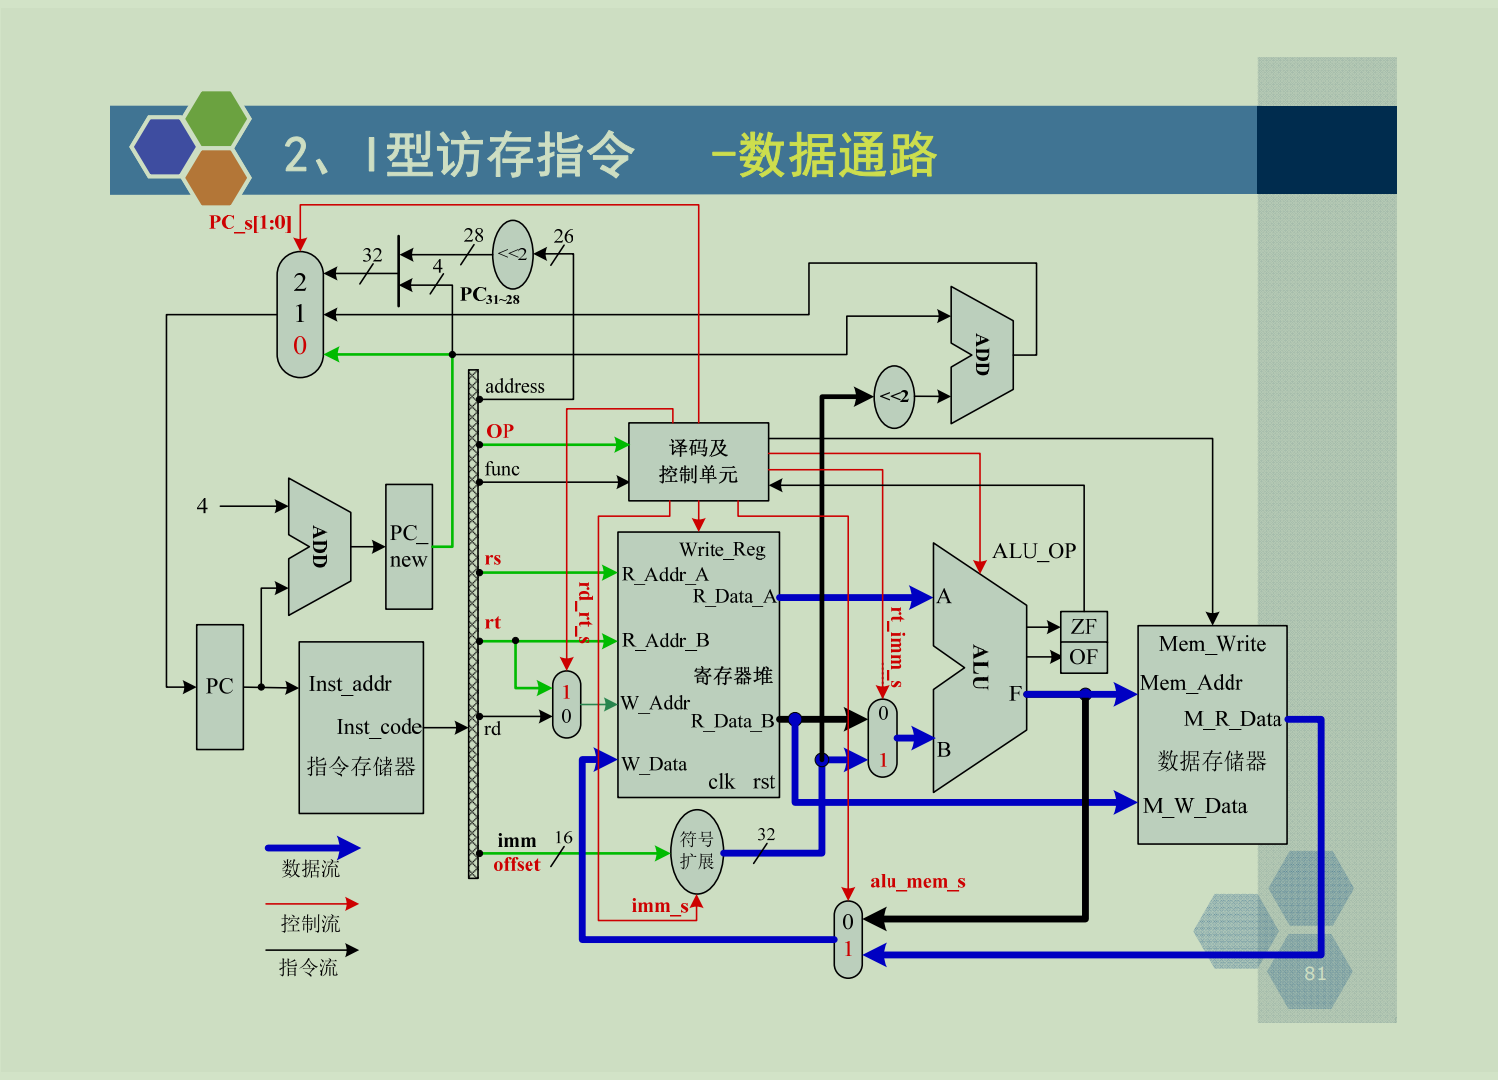 2、I型访存指令 -数据通路
PC_s[1:0]
32
28
<<2
26
4
PC31~28
2
1
0
address
OP
func
译码及
控制单元
<<2
ADD
4
ADD
PC_
new
rs
rt
rd
rd_rt_s
1
0
Write_Reg
R_Addr_A
R_Data_A
R_Addr_B
寄存器堆
W_Addr
R_Data_B
W_Data
clk rst
rt_imm_s
0
1
ALU_OP
A
ALU
F
B
ZF
OF
Mem_Write
Mem_Addr
M_R_Data
数据存储器
M_W_Data
PC
Inst_addr
Inst_code
指令存储器
imm
offset
16
符号
扩展
32
imm_s
alu_mem_s
0
1
数据流
控制流
指令流
81